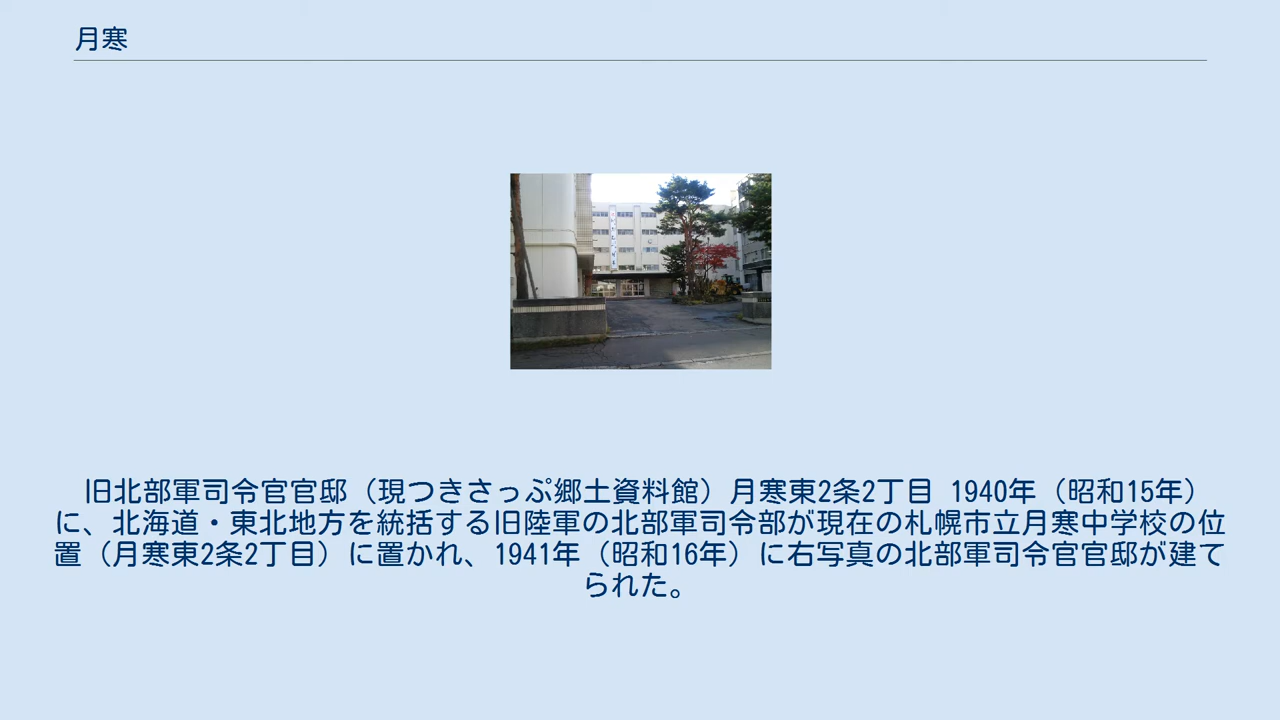 月寒
旧北部軍司令官官邸（現つきさっぷ郷土資料館）月寒東2条2丁目 1940年（昭和15年）
に、北海道・東北地方を統括する旧陸軍の北部軍司令部が現在の札幌市立月寒中学校の位
置（月寒東2条2丁目）に置かれ、1941年（昭和16年）に右写真の北部軍司令官官邸が建て
られた。